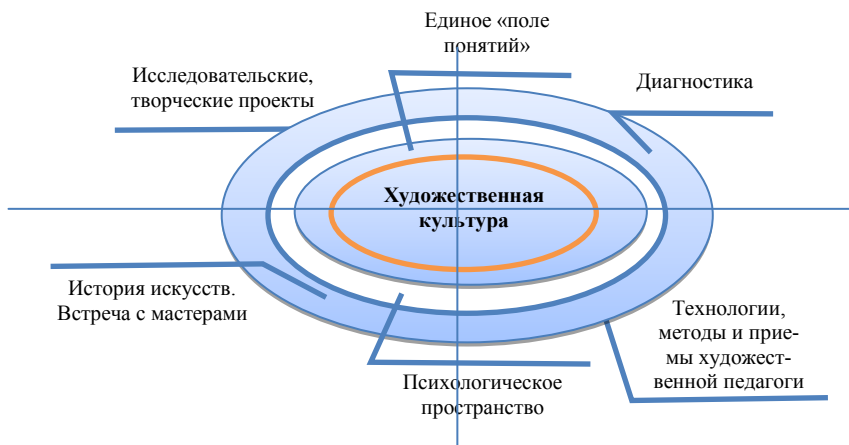 Единое «поле
понятий»
Исследовательские,
творческие проекты
Диагностика
Художественная
культура
История искусств.
Встреча с мастерами
Технологии,
методы и прие-
мы художест-
венной педагоги
Психологическое
пространство